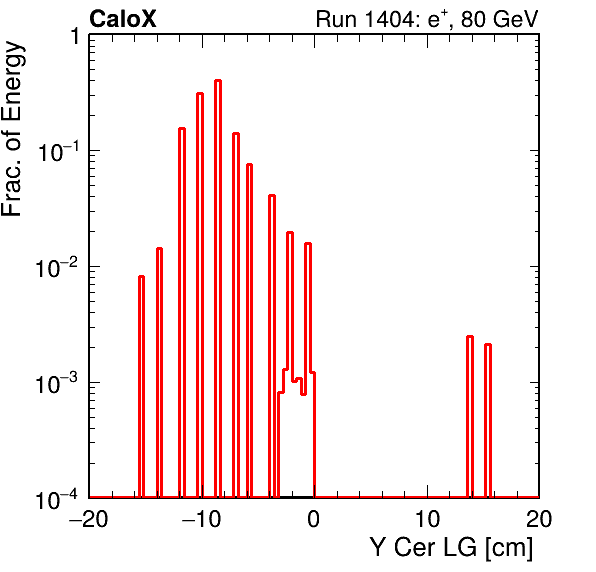 CaloX Run 1404: e⁺, 80 GeV
Frac. of Energy
1
10⁻¹
10⁻²
10⁻³
10⁻⁴
−20 −10 0 10 20
Y Cer LG [cm]